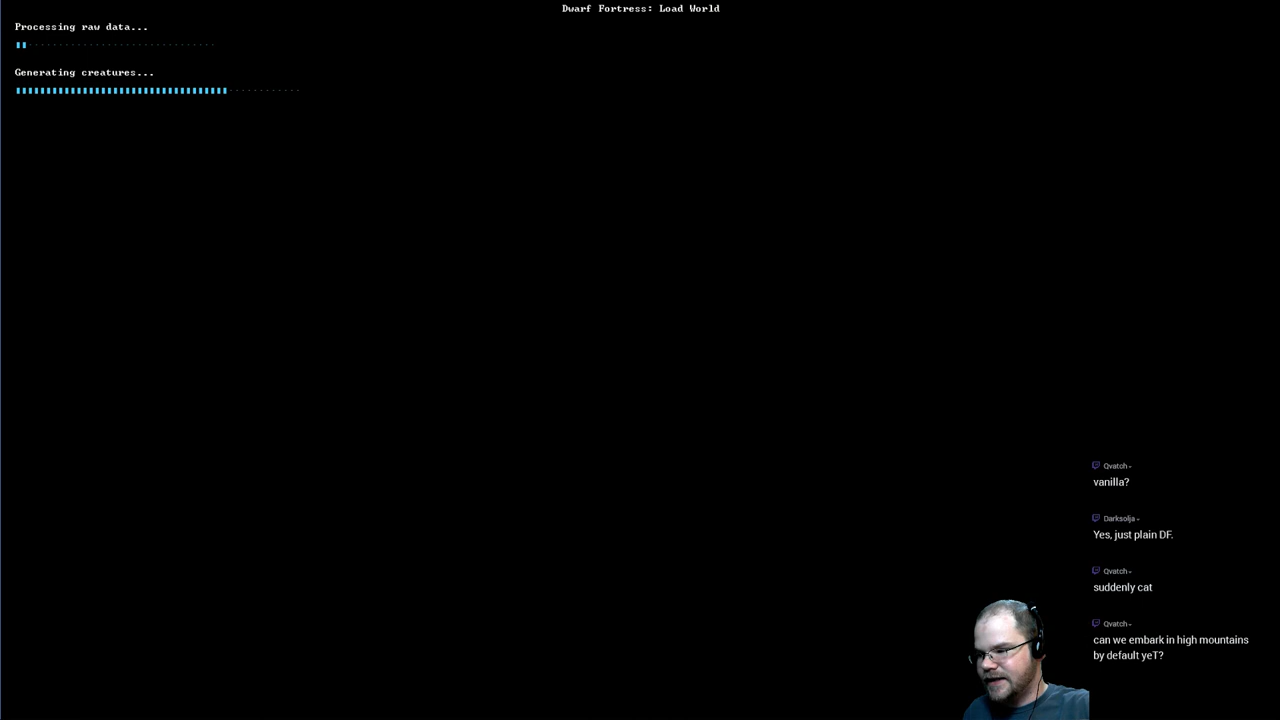 Dwarf Fortress: Load World
Processing raw data...
Generating creatures...
Qvatch
vanilla?
Darksolja
Yes, just plain DF.
Qvatch
suddenly cat
Qvatch
can we embark in high mountains
by default yeT?